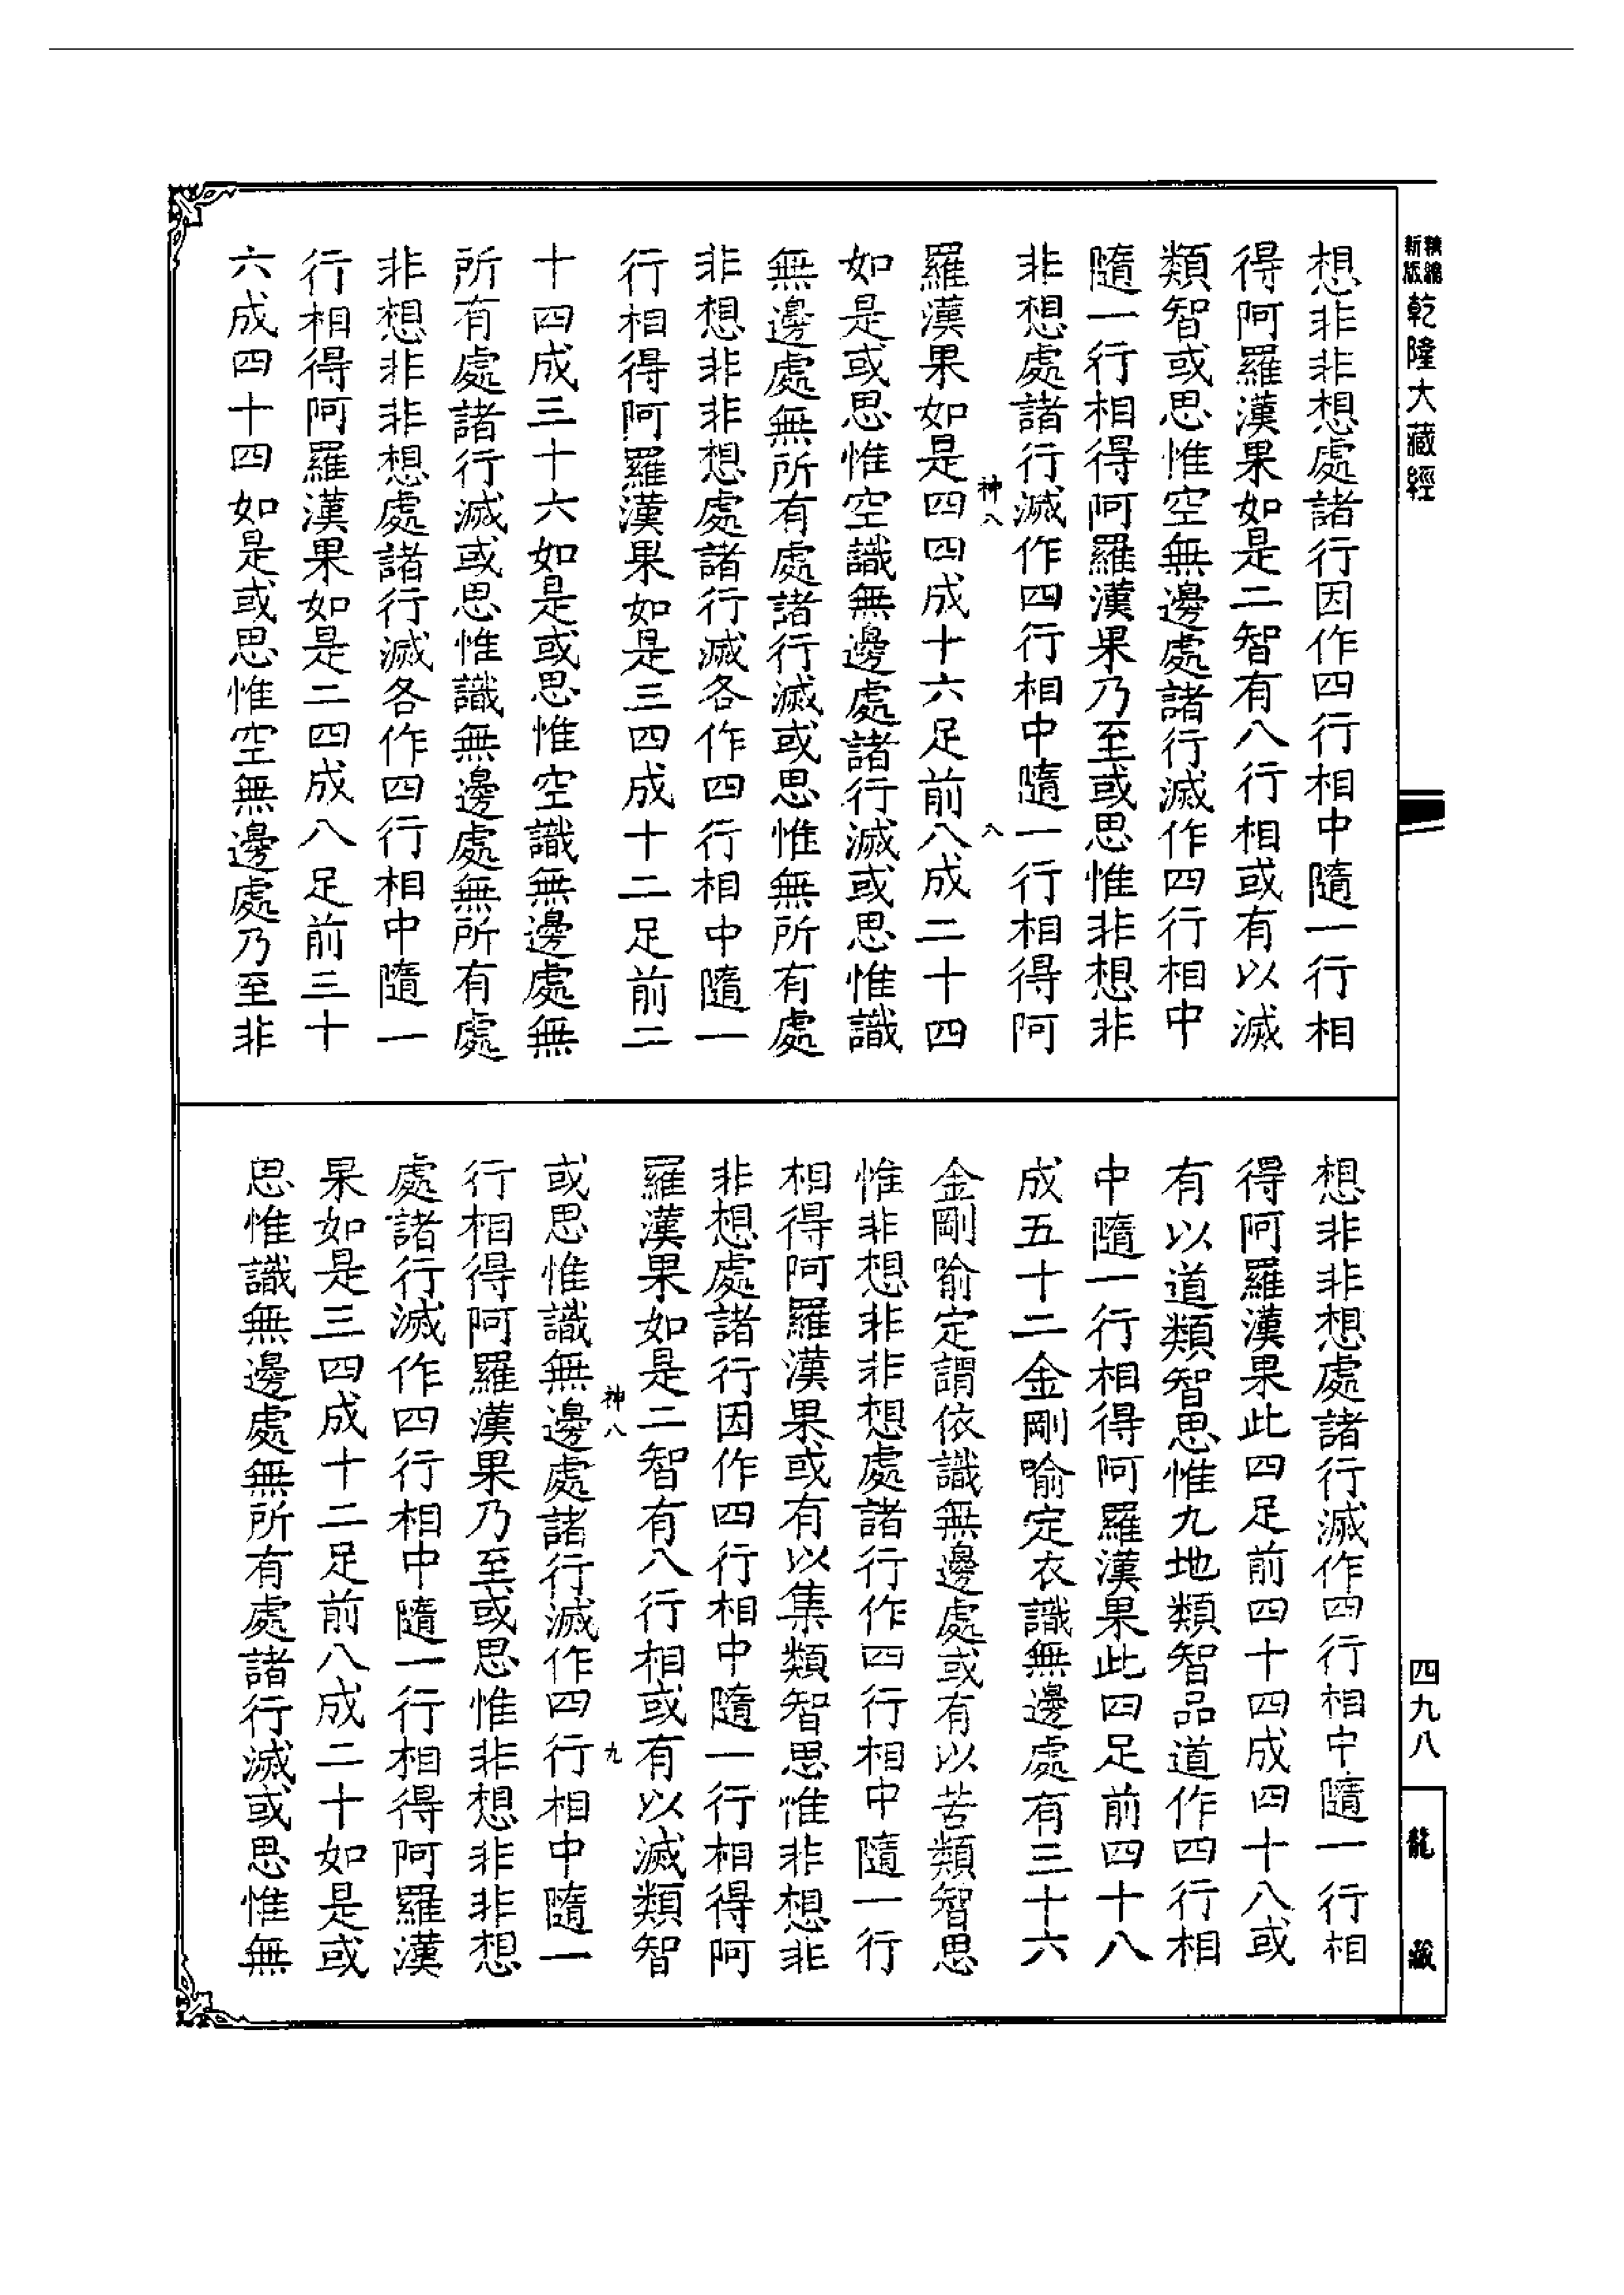 新版精編乾隆大藏經
四九八
龍藏
想非非想處諸行因作四行相中隨一行相
得阿羅漢果如是二智有八行相或有以滅
類智或思惟空無邊處諸行滅作四行相中
隨一行相得阿羅漢果乃至或思惟非想非
非想處諸行滅作四行相中隨一行相得阿
神八
八
羅漢果如是四四成十六足前八成二十四
如是或思惟空識無邊處諸行滅或思惟識
無邊處無所有處諸行滅或思惟無所有處
非想非非想處諸行滅各作四行相中隨一
行相得阿羅漢果如是三四成十二足前二
十四成三十六如是或思惟空識無邊處無
所有處諸行滅或思惟識無邊處無所有處
非想非非想處諸行滅各作四行相中隨一
行相得阿羅漢果如是二四成八足前三十
六成四十四如是或思惟空無邊處乃至非
想非非想處諸行滅作四行相中隨一行相
得阿羅漢果此四足前四十四成四十八或
有以道類智思惟九地類智品道作四行相
中隨一行相得阿羅漢果此四足前四十八
成五十二金剛喻定衣識無邊處有三十六
金剛喻定謂依識無邊處或有以苦類智思
惟非想非非想處諸行作四行相中隨一行
相得阿羅漢果或有以集類智思惟非想非
非想處諸行因作四行相中隨一行相得阿
羅漢果如是二智有八行相或有以滅類智
神八
九
或思惟識無邊處諸行滅作四行相中隨一
行相得阿羅漢果乃至或思惟非想非非想
處諸行滅作四行相中隨一行相得阿羅漢
果如是三四成十二足前八成二十如是或
思惟識無邊處無所有處諸行滅或思惟無